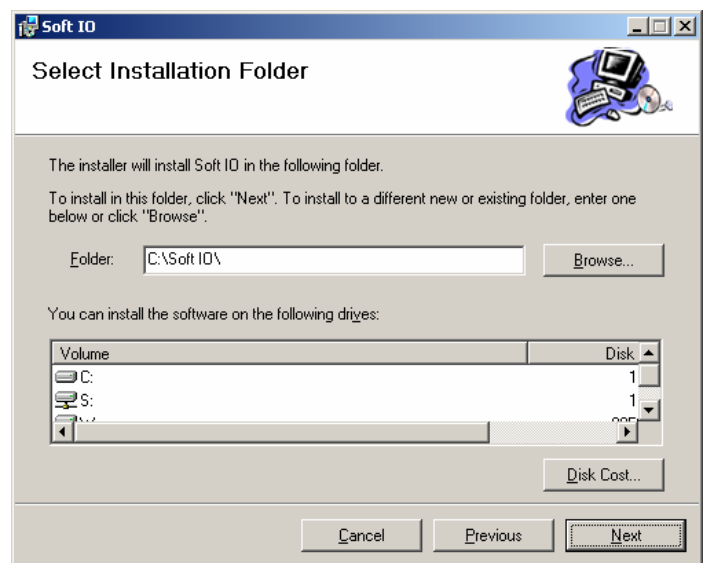 Soft IO
Select Installation Folder
The installer will install Soft IO in the following folder.
To install in this folder, click "Next". To install to a different new or existing folder, enter one
below or click "Browse".
Folder: C:\Soft IO\ Browse...
You can install the software on the following drives:
Volume Disk
C: 1
S: 1
Disk Cost...
Cancel Previous Next